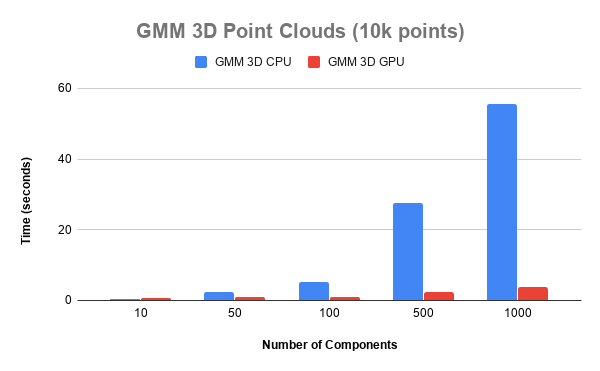 GMM 3D Point Clouds (10k points)
GMM 3D CPU GMM 3D GPU
60
40
20
0
Time (seconds)
10 50 100 500 1000
Number of Components